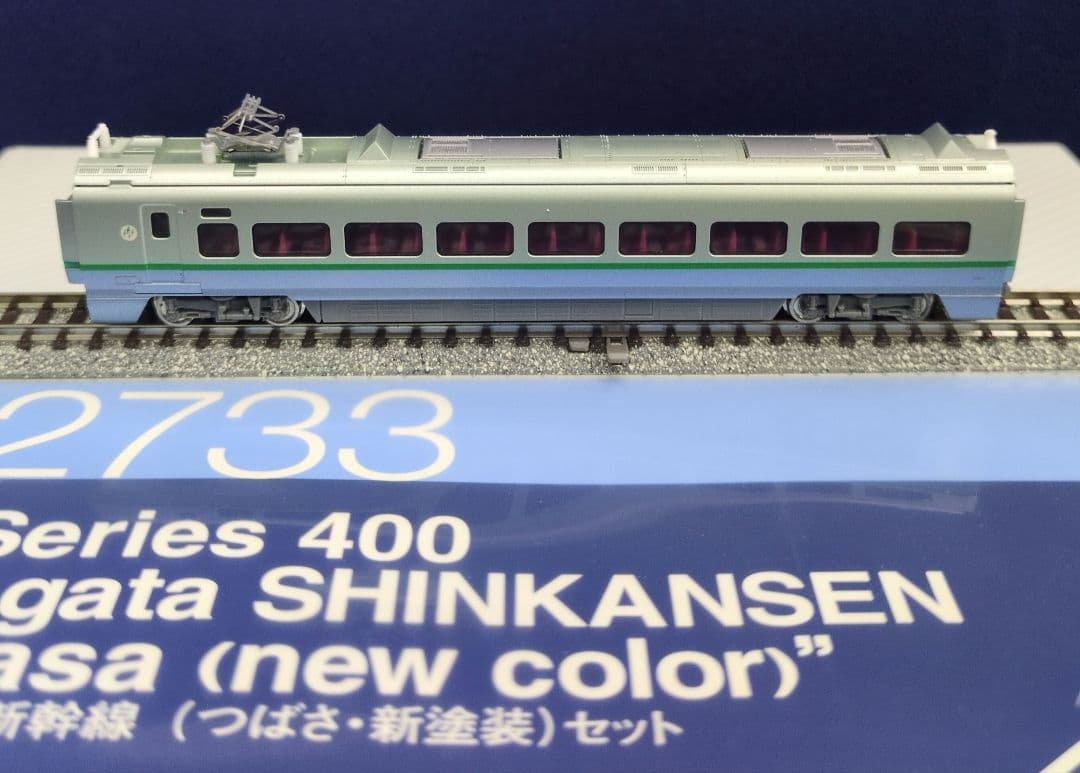 2733
Series 400
gata SHINKANSEN
asa (new color)”
新幹線 (つばさ・新塗装)セット